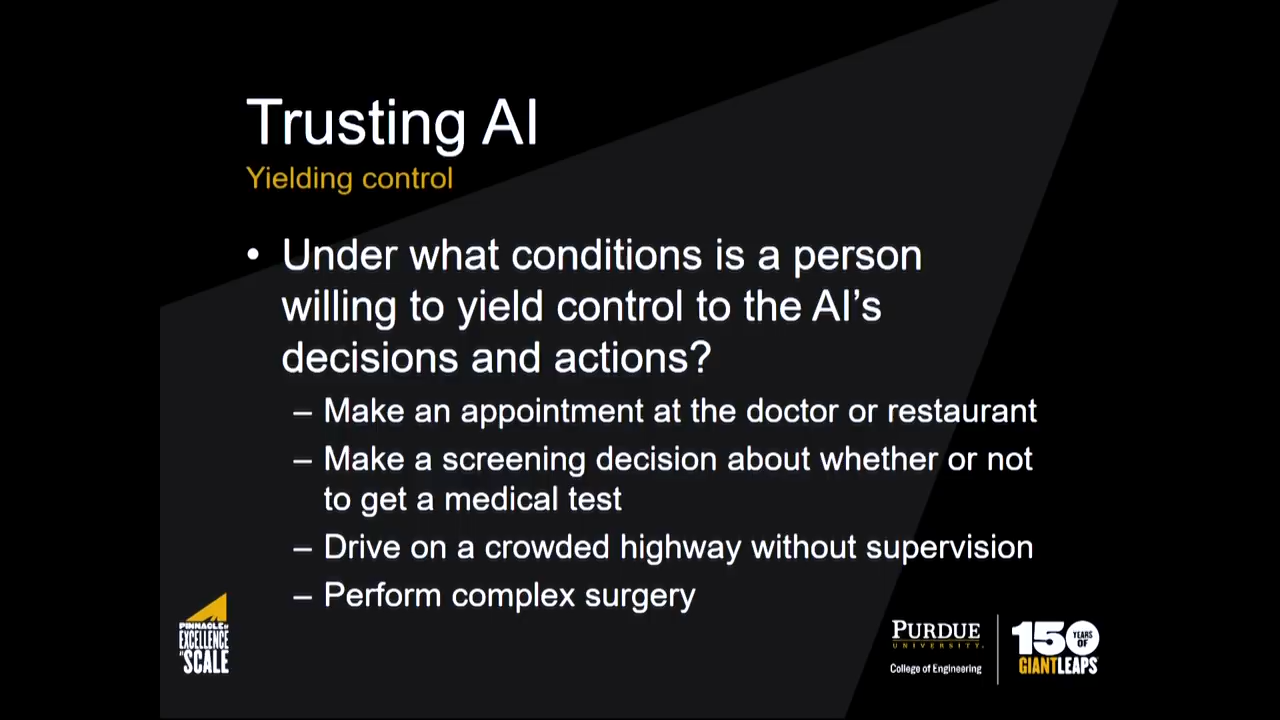 Trusting AI
Yielding control
• Under what conditions is a person
willing to yield control to the AI’s
decisions and actions?
– Make an appointment at the doctor or restaurant
– Make a screening decision about whether or not
to get a medical test
– Drive on a crowded highway without supervision
– Perform complex surgery
PINNACLE OF
EXCELLENCE
AT SCALE
PURDUE
UNIVERSITY
College of Engineering
150 YEARS OF
GIANT LEAPS